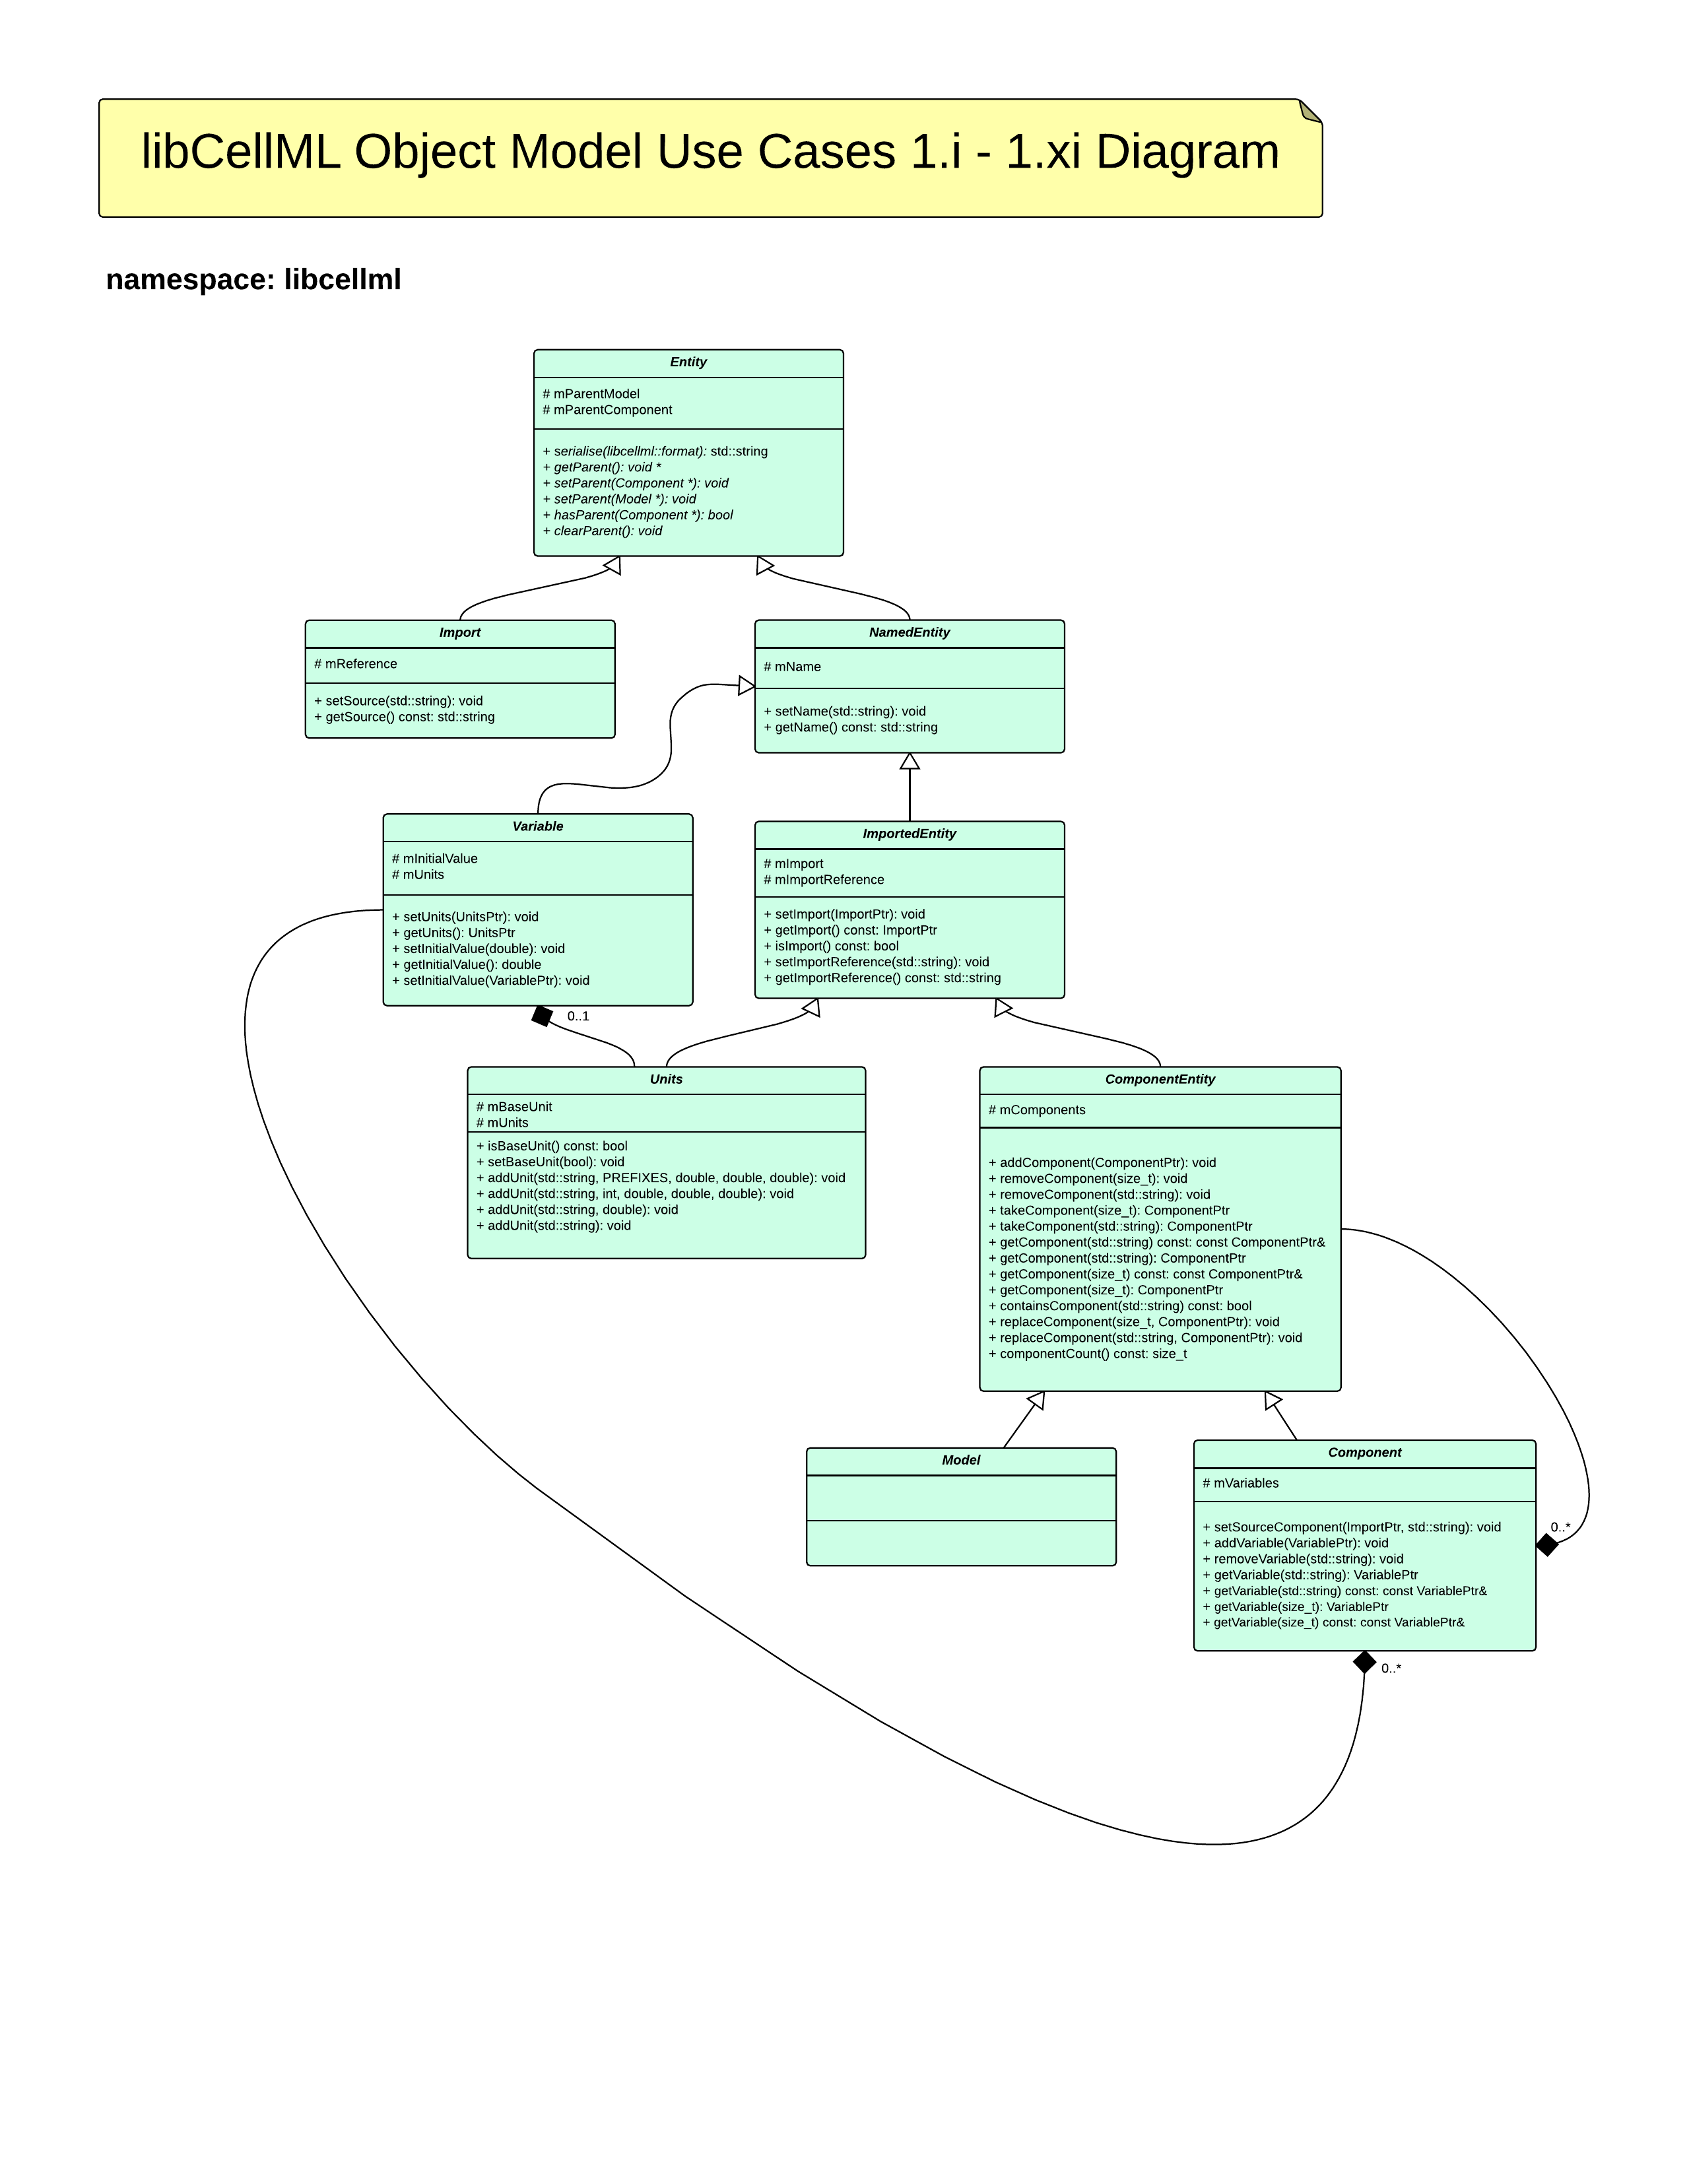 libCellML Object Model Use Cases 1.i - 1.xi Diagram
namespace: libcellml
Entity
# mParentModel
# mParentComponent
+ serialise(libcellml::format): std::string
+ getParent(): void *
+ setParent(Component *): void
+ setParent(Model *): void
+ hasParent(Component *): bool
+ clearParent(): void
Import
# mReference
+ setSource(std::string): void
+ getSource() const: std::string
NamedEntity
# mName
+ setName(std::string): void
+ getName() const: std::string
Variable
# mInitialValue
# mUnits
+ setUnits(UnitsPtr): void
+ getUnits(): UnitsPtr
+ setInitialValue(double): void
+ getInitialValue(): double
+ setInitialValue(VariablePtr): void
0..1
ImportedEntity
# mImport
# mImportReference
+ setImport(ImportPtr): void
+ getImport() const: ImportPtr
+ isImport() const: bool
+ setImportReference(std::string): void
+ getImportReference() const: std::string
Units
# mBaseUnit
# mUnits
+ isBaseUnit() const: bool
+ setBaseUnit(bool): void
+ addUnit(std::string, PREFIXES, double, double, double): void
+ addUnit(std::string, int, double, double, double): void
+ addUnit(std::string, double): void
+ addUnit(std::string): void
ComponentEntity
# mComponents
+ addComponent(ComponentPtr): void
+ removeComponent(size_t): void
+ removeComponent(std::string): void
+ takeComponent(size_t): ComponentPtr
+ takeComponent(std::string): ComponentPtr
+ getComponent(std::string) const: const ComponentPtr&
+ getComponent(std::string): ComponentPtr
+ getComponent(size_t) const: const ComponentPtr&
+ getComponent(size_t): ComponentPtr
+ containsComponent(std::string) const: bool
+ replaceComponent(size_t, ComponentPtr): void
+ replaceComponent(std::string, ComponentPtr): void
+ componentCount() const: size_t
Model
Component
# mVariables
+ setSourceComponent(ImportPtr, std::string): void
+ addVariable(VariablePtr): void
+ removeVariable(std::string): void
+ getVariable(std::string): VariablePtr
+ getVariable(std::string) const: const VariablePtr&
+ getVariable(size_t): VariablePtr
+ getVariable(size_t) const: const VariablePtr&
0..*
0..*